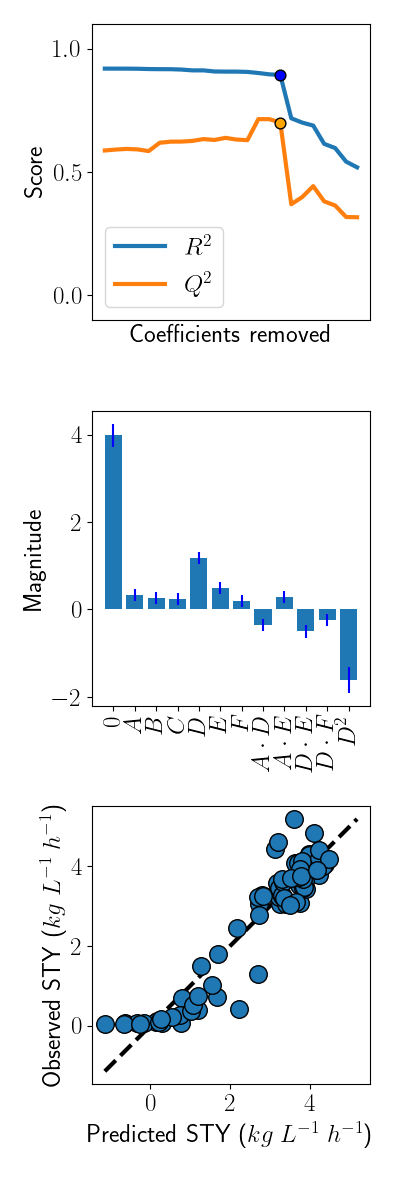 1.0
0.5
0.0
Score
R²
Q²
Coefficients removed
4
2
0
−2
Magnitude
0
A
B
C
D
E
F
A · D
A · E
D · E
D · F
D²
4
2
0
Observed STY (kg L⁻¹ h⁻¹)
0 2 4
Predicted STY (kg L⁻¹ h⁻¹)